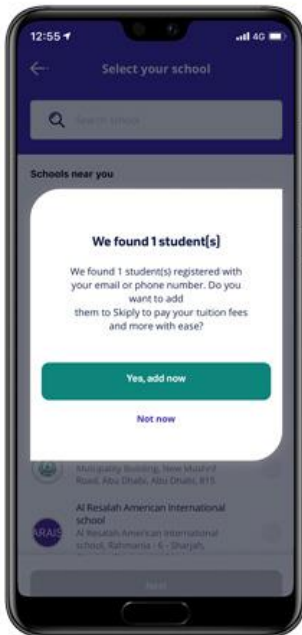 12:55
4G
Select your school
Search school
Schools near you
We found 1 student[s]
We found 1 student(s) registered with
your email or phone number. Do you
want to add
them to Skiply to pay your tuition fees
and more with ease?
Yes, add now
Not now
Municipality Building, New Mushrif
Road, Abu Dhabi, Abu Dhabi, 815
Al Resalah American International
school
ARAIS
Al Resalah American International
school, Rahmania - 6 - Sharjah,
Next